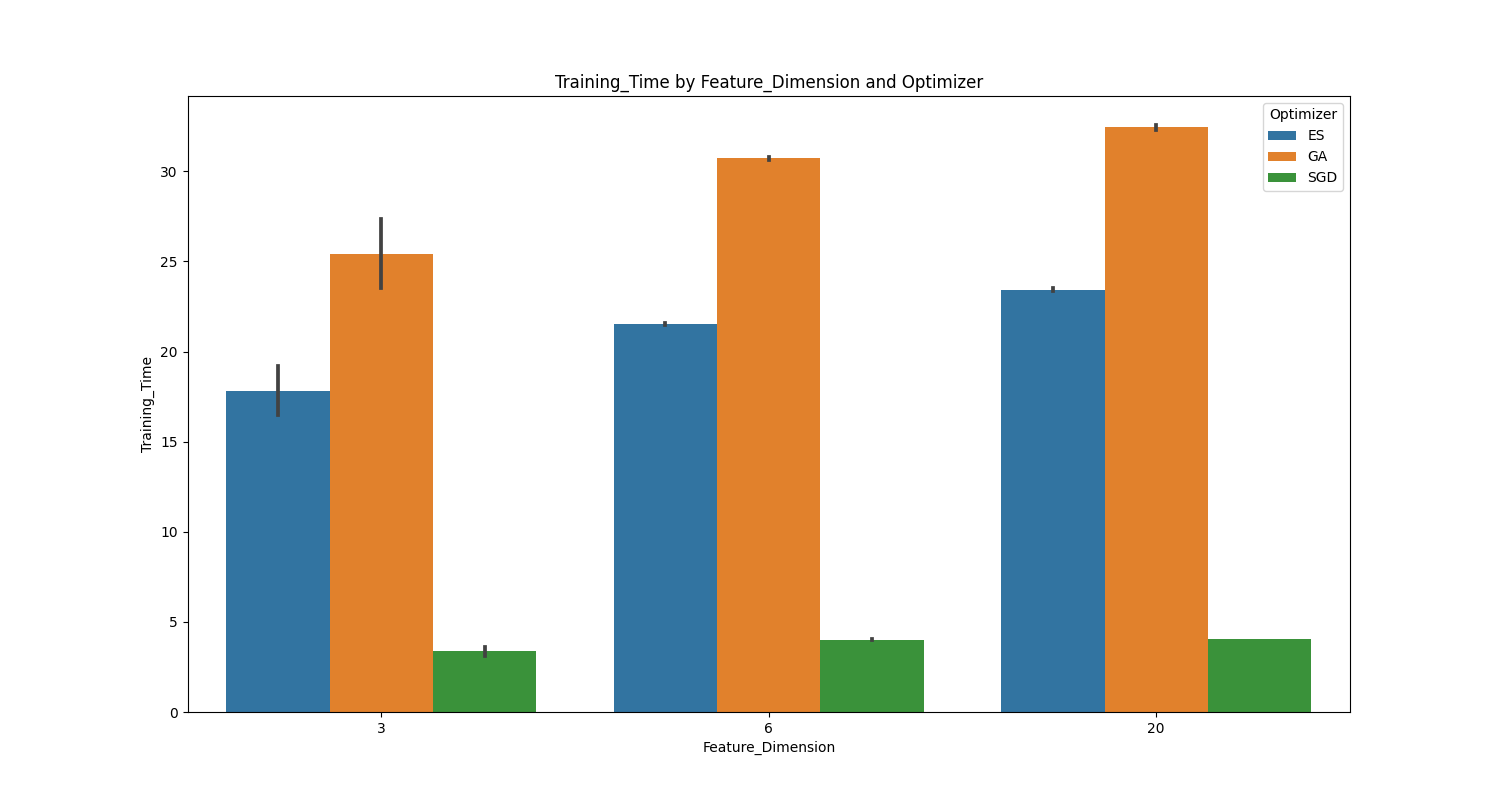 Training_Time by Feature_Dimension and Optimizer
Optimizer
ES
GA
SGD
Training_Time
30
25
20
15
10
5
0
3
6
20
Feature_Dimension